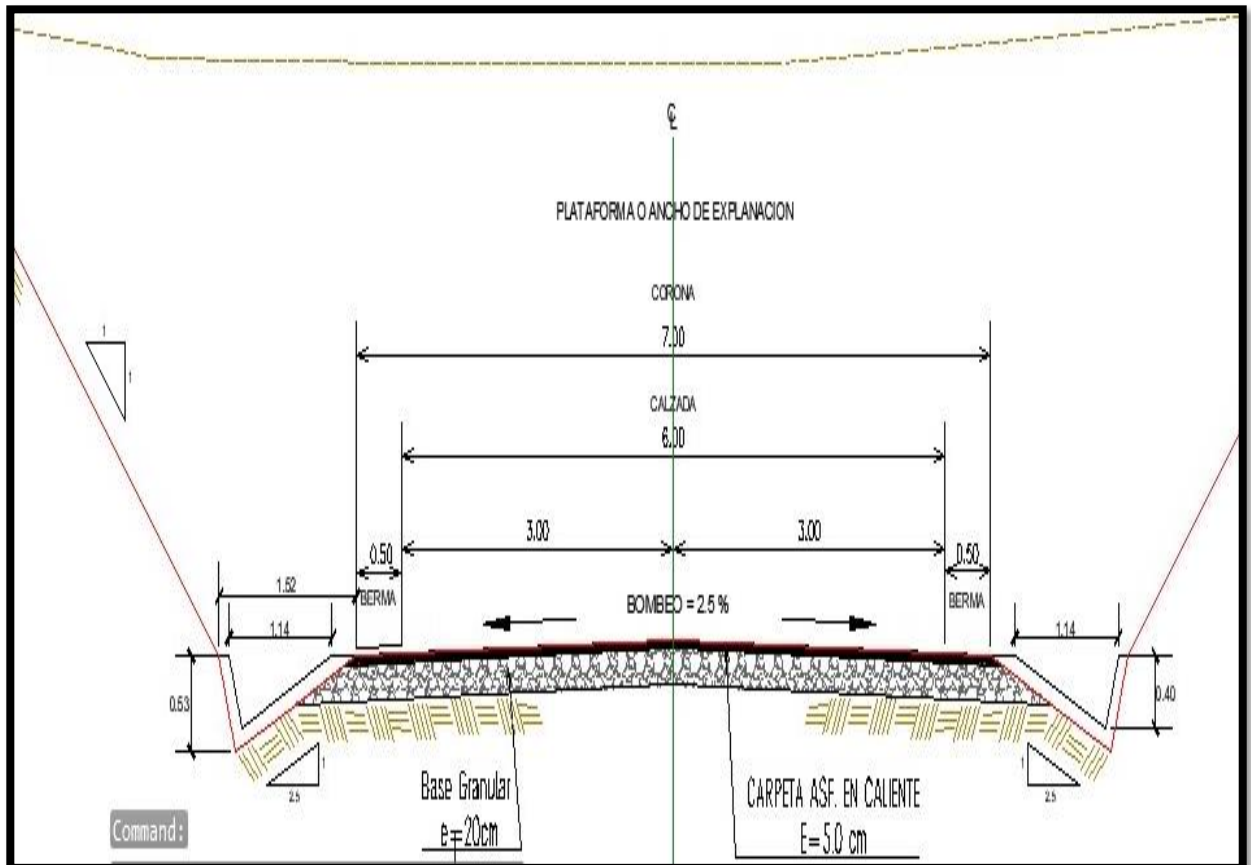 ℄
PLATAFORMA O ANCHO DE EXPLANACION
CORONA
7.00
1
1
CALZADA
6.00
3.00
3.00
0.50
0.50
1.52
BERMA
BERMA
BOMBEO = 2.5 %
1.14
1.14
0.53
0.40
1
2.5
1
2.5
Base Granular
e=20cm
CARPETA ASF. EN CALIENTE
E=5.0 cm
Command: